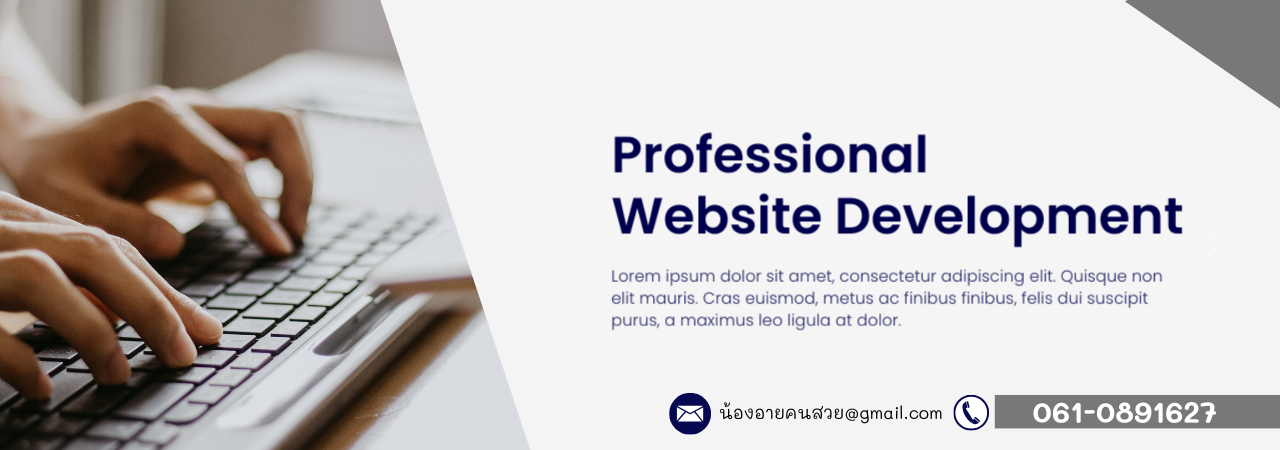 Professional
Website Development
Lorem ipsum dolor sit amet, consectetur adipiscing elit. Quisque non
elit mauris. Cras euismod, metus ac finibus finibus, felis dui suscipit
purus, a maximus leo ligula at dolor.
น้องอายคนสวย@gmail.com
061-0891627